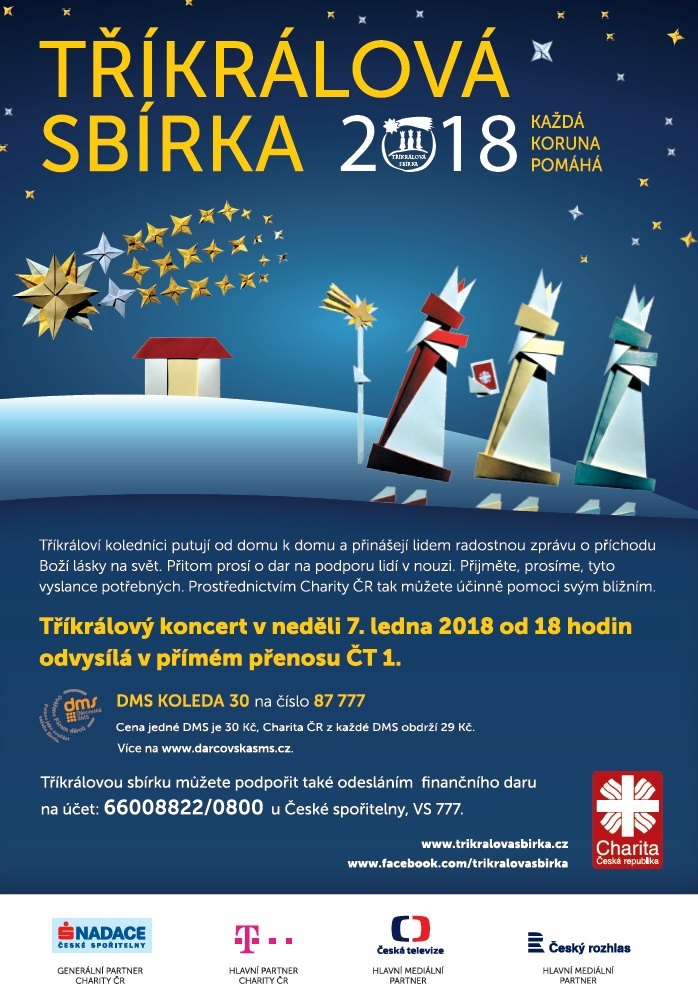 TŘÍKRÁLOVÁ
SBÍRKA 2018
TŘÍKRÁLOVÁ
SBÍRKA
KAŽDÁ
KORUNA
POMÁHÁ
Tříkráloví koledníci putují od domu k domu a přinášejí lidem radostnou zprávu o příchodu
Boží lásky na svět. Přitom prosí o dar na podporu lidí v nouzi. Přijměte, prosíme, tyto
vyslance potřebných. Prostřednictvím Charity ČR tak můžete účinně pomoci svým bližním.
Tříkrálový koncert v neděli 7. ledna 2018 od 18 hodin
odvysílá v přímém přenosu ČT 1.
dms
Dárcovská
SMS
DMS KOLEDA 30 na číslo 87 777
Cena jedné DMS je 30 Kč, Charita ČR z každé DMS obdrží 29 Kč.
Více na www.darcovskasms.cz.
Tříkrálovou sbírku můžete podpořit také odesláním finančního daru
na účet: 66008822/0800 u České spořitelny, VS 777.
www.trikralovasbirka.cz
www.facebook.com/trikralovasbirka
Charita
Česká republika
NADACE
ČESKÉ SPOŘITELNY
GENERÁLNÍ PARTNER
CHARITY ČR
T
HLAVNÍ PARTNER
CHARITY ČR
Česká televize
HLAVNÍ MEDIÁLNÍ
PARTNER
Český rozhlas
HLAVNÍ MEDIÁLNÍ
PARTNER